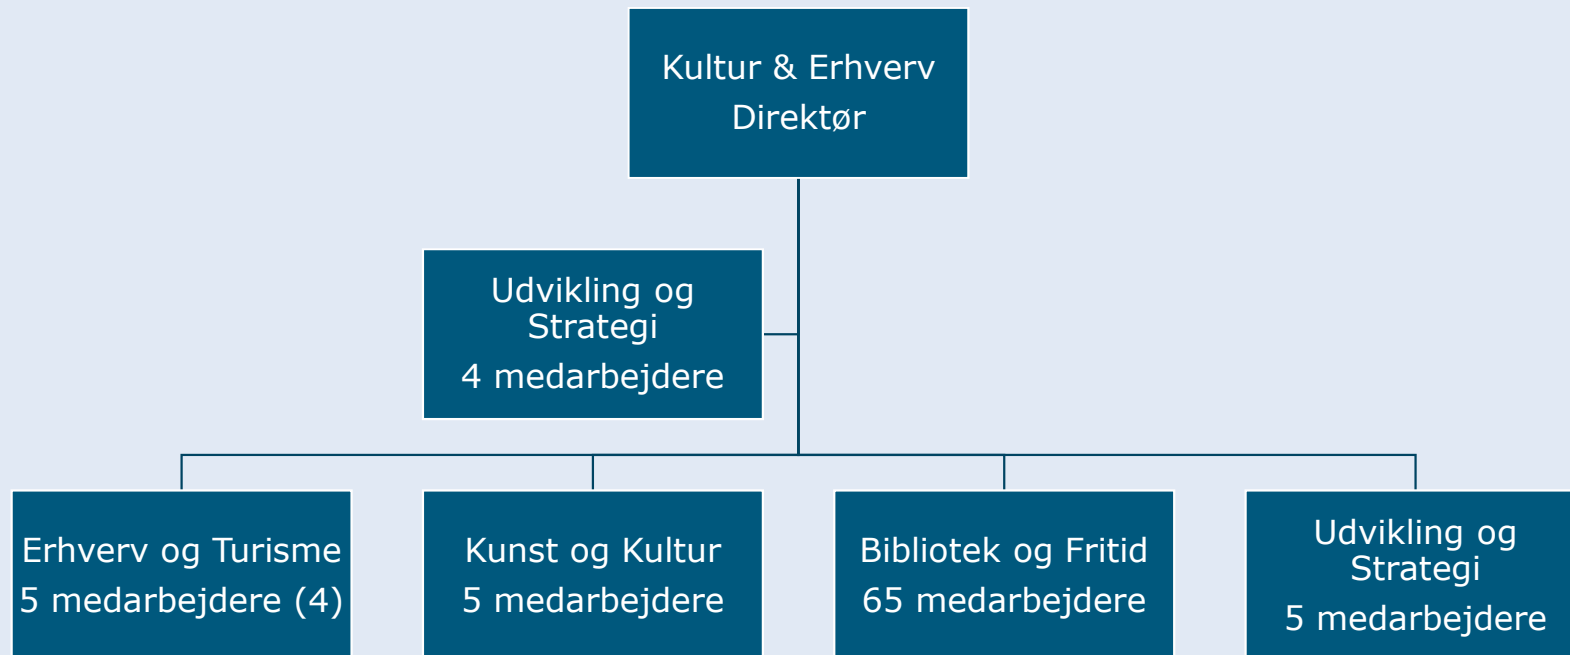 Kultur & Erhverv
Direktør
Udvikling og
Strategi
4 medarbejdere
Erhverv og Turisme
5 medarbejdere (4)
Kunst og Kultur
5 medarbejdere
Bibliotek og Fritid
65 medarbejdere
Udvikling og
Strategi
5 medarbejdere